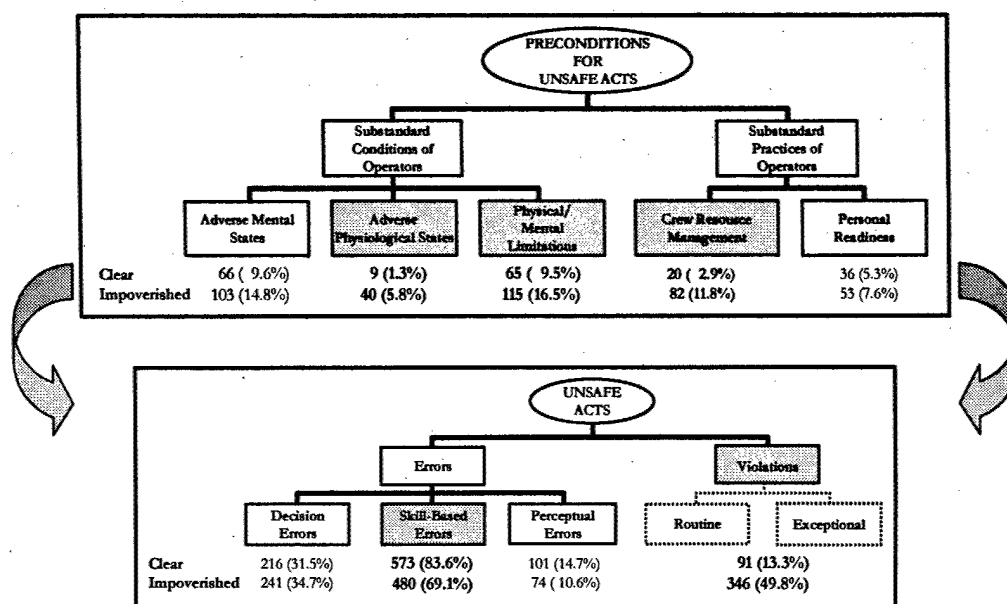 PRECONDITIONS
FOR
UNSAFE ACTS
Substandard
Conditions of
Operators
Substandard
Practices of
Operators
Adverse Mental
States
Adverse
Physiological States
Physical/
Mental
Limitations
Crew Resource
Management
Personal
Readiness
Clear 66 ( 9.6%) 9 (1.3%) 65 ( 9.5%) 20 ( 2.9%) 36 (5.3%)
Impoverished 103 (14.8%) 40 (5.8%) 115 (16.5%) 82 (11.8%) 53 (7.6%)
UNSAFE
ACTS
Errors
Violations
Decision
Errors
Skill-Based
Errors
Perceptual
Errors
Routine
Exceptional
Clear 216 (31.5%) 573 (83.6%) 101 (14.7%) 91 (13.3%)
Impoverished 241 (34.7%) 480 (69.1%) 74 (10.6%) 346 (49.8%)